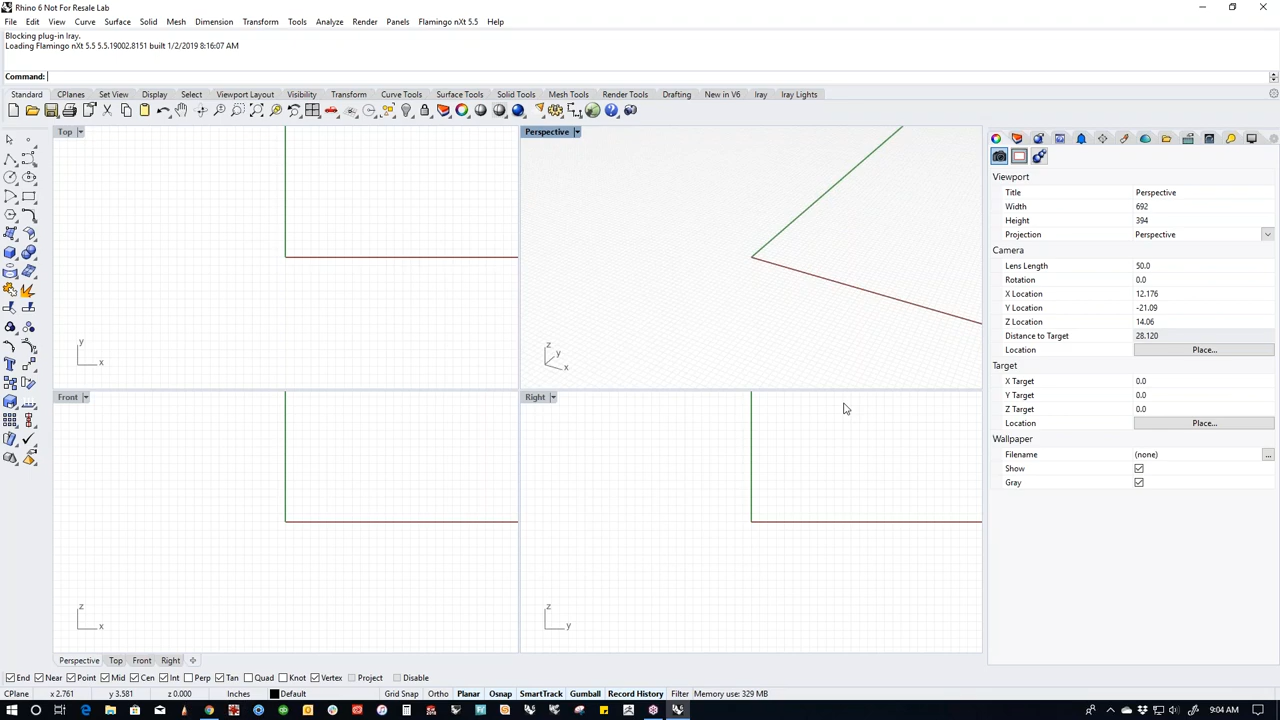 Rhino 6 Not For Resale Lab
File Edit View Curve Surface Solid Mesh Dimension Transform Tools Analyze Render Panels Flamingo nXt 5.5 Help
Blocking plug-in Iray.
Loading Flamingo nXt 5.5 5.5.19002.8151 built 1/2/2019 8:16:07 AM
Command:
Standard CPlanes Set View Display Select Viewport Layout Visibility Transform Curve Tools Surface Tools Solid Tools Mesh Tools Render Tools Drafting New in V6 Iray Iray Lights
Top
y
x
Perspective
z
y
x
Front
z
x
Right
z
y
Viewport
Title Perspective
Width 692
Height 394
Projection Perspective
Camera
Lens Length 50.0
Rotation 0.0
X Location 12.176
Y Location -21.09
Z Location 14.06
Distance to Target 28.120
Location Place...
Target
X Target 0.0
Y Target 0.0
Z Target 0.0
Location Place...
Wallpaper
Filename (none) ...
Show
Gray
Perspective Top Front Right
End Near Point Mid Cen Int Perp Tan Quad Knot Vertex Project Disable
CPlane x 2.761 y 3.581 z 0.000 Inches Default Grid Snap Ortho Planar Osnap SmartTrack Gumball Record History Filter Memory use: 329 MB
9:04 AM